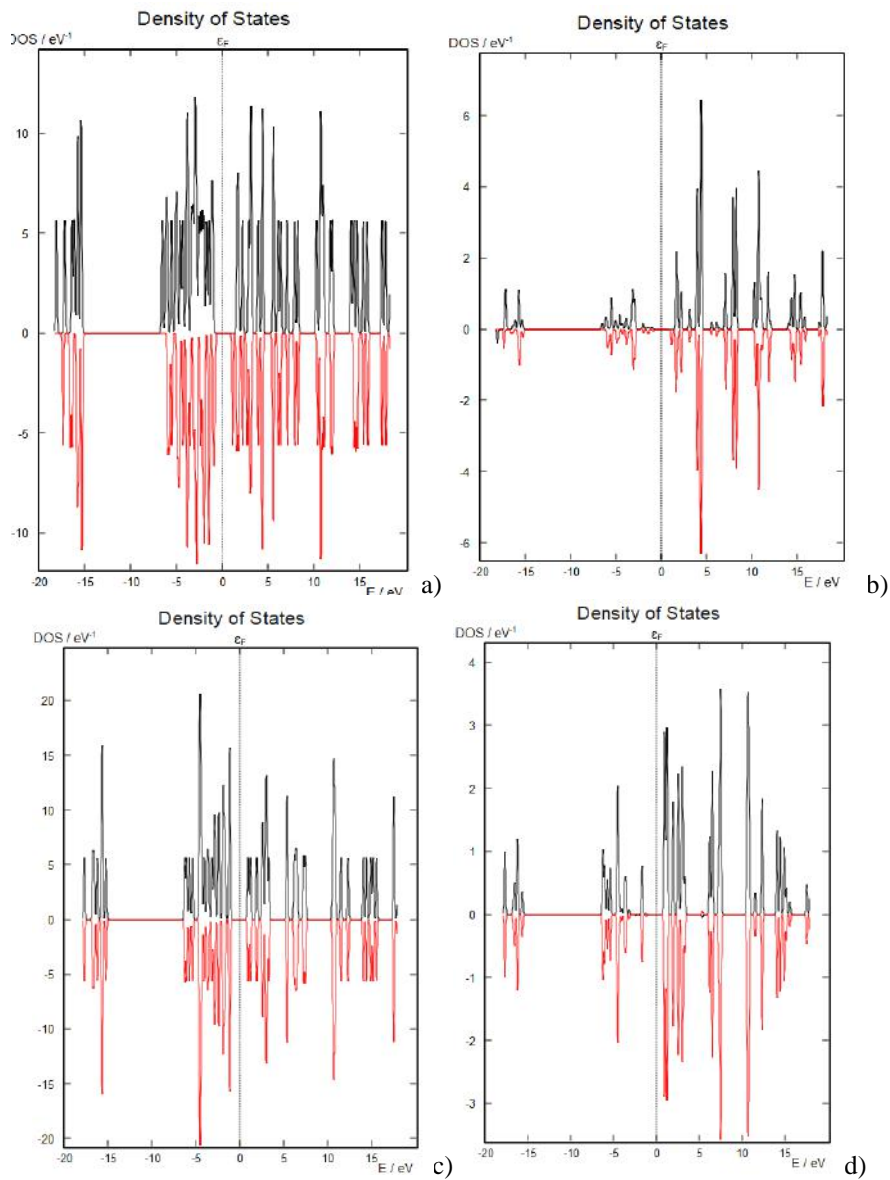 Density of States
DOS / eV-1
εF
10
5
0
-5
-10
-20 -15 -10 -5 0 5 10 15
E / eV
a)
Density of States
DOS / eV-1
εF
6
4
2
0
-2
-4
-6
-20 -15 -10 -5 0 5 10 15
E / eV
b)
Density of States
DOS / eV-1
εF
20
15
10
5
0
-5
-10
-15
-20
-20 -15 -10 -5 0 5 10 15
E / eV
c)
Density of States
DOS / eV-1
εF
4
3
2
1
0
-1
-2
-3
-20 -15 -10 -5 0 5 10 15
E / eV
d)